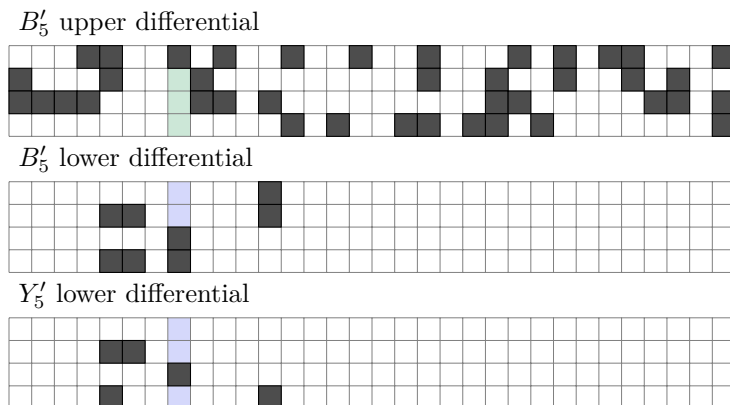 B′₅ upper differential
B′₅ lower differential
Y′₅ lower differential